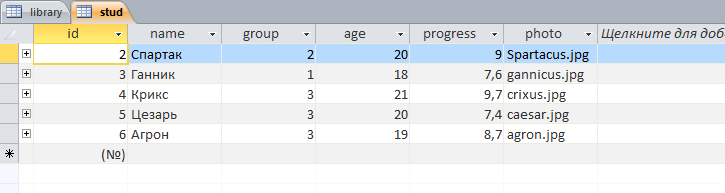 library stud
id name group age progress photo Щелкните для доб
2 Спартак 2 20 9 Spartacus.jpg
3 Ганник 1 18 7,6 gannicus.jpg
4 Крикс 3 21 9,7 crixus.jpg
5 Цезарь 3 20 7,4 caesar.jpg
6 Агрон 3 19 8,7 agron.jpg
(№)